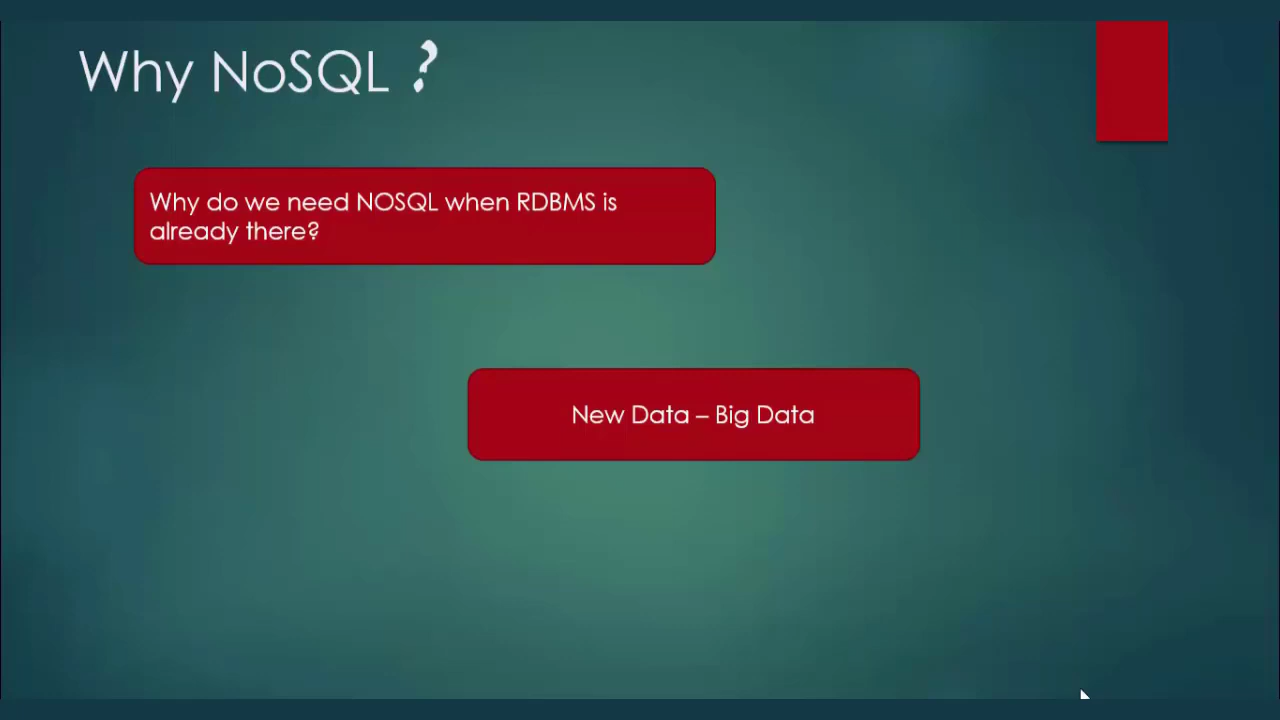 Why NoSQL ?
Why do we need NOSQL when RDBMS is
already there?
New Data – Big Data